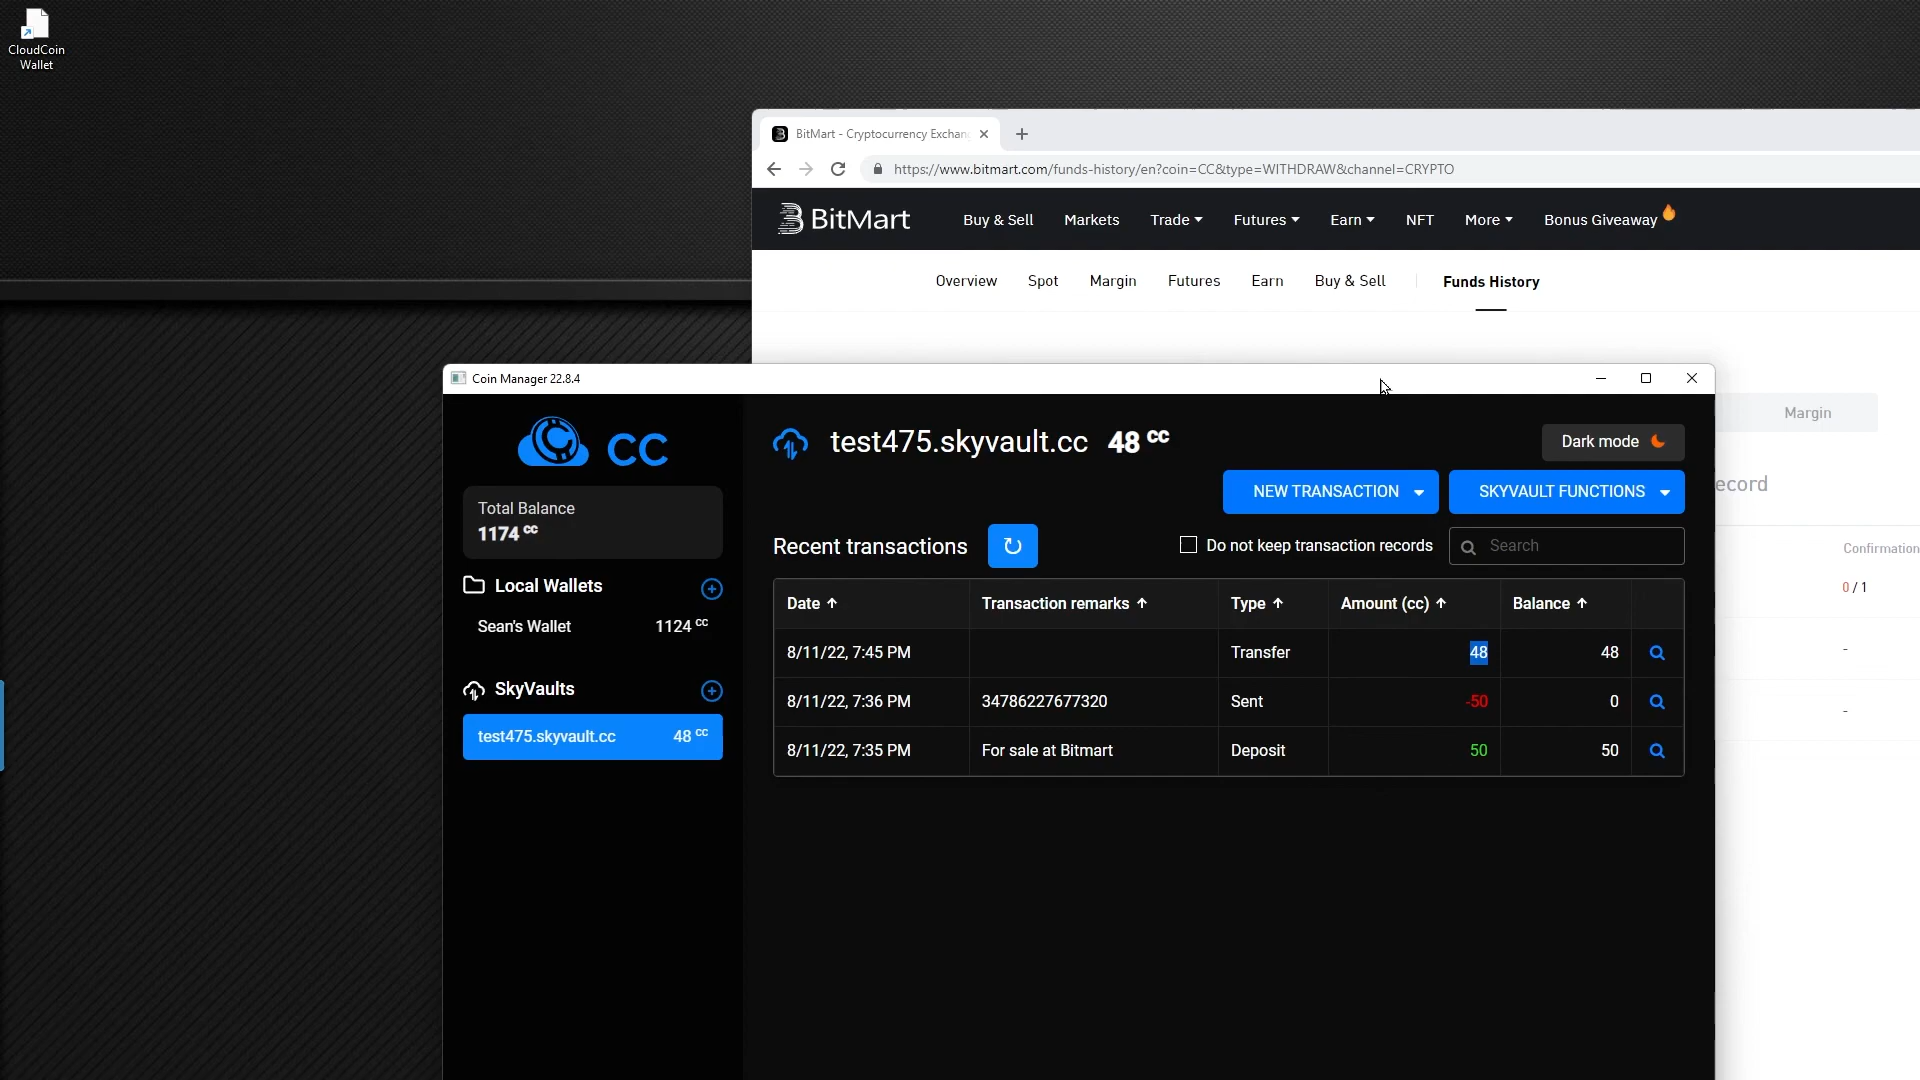 CloudCoin
Wallet
BitMart - Cryptocurrency Exchan
https://www.bitmart.com/funds-history/en?coin=CC&type=WITHDRAW&channel=CRYPTO
BitMart
Buy & Sell Markets Trade Futures Earn NFT More Bonus Giveaway
Overview Spot Margin Futures Earn Buy & Sell Funds History
Coin Manager 22.8.4
Margin
ecord
Confirmation
0 / 1
-
-
CC
Total Balance
1174 cc
Local Wallets
Sean's Wallet 1124 cc
SkyVaults
test475.skyvault.cc 48 cc
test475.skyvault.cc 48 cc
Dark mode
NEW TRANSACTION SKYVAULT FUNCTIONS
Recent transactions Do not keep transaction records Search
Date ↑ Transaction remarks ↑ Type ↑ Amount (cc) ↑ Balance ↑
8/11/22, 7:45 PM Transfer 48 48
8/11/22, 7:36 PM 34786227677320 Sent -50 0
8/11/22, 7:35 PM For sale at Bitmart Deposit 50 50